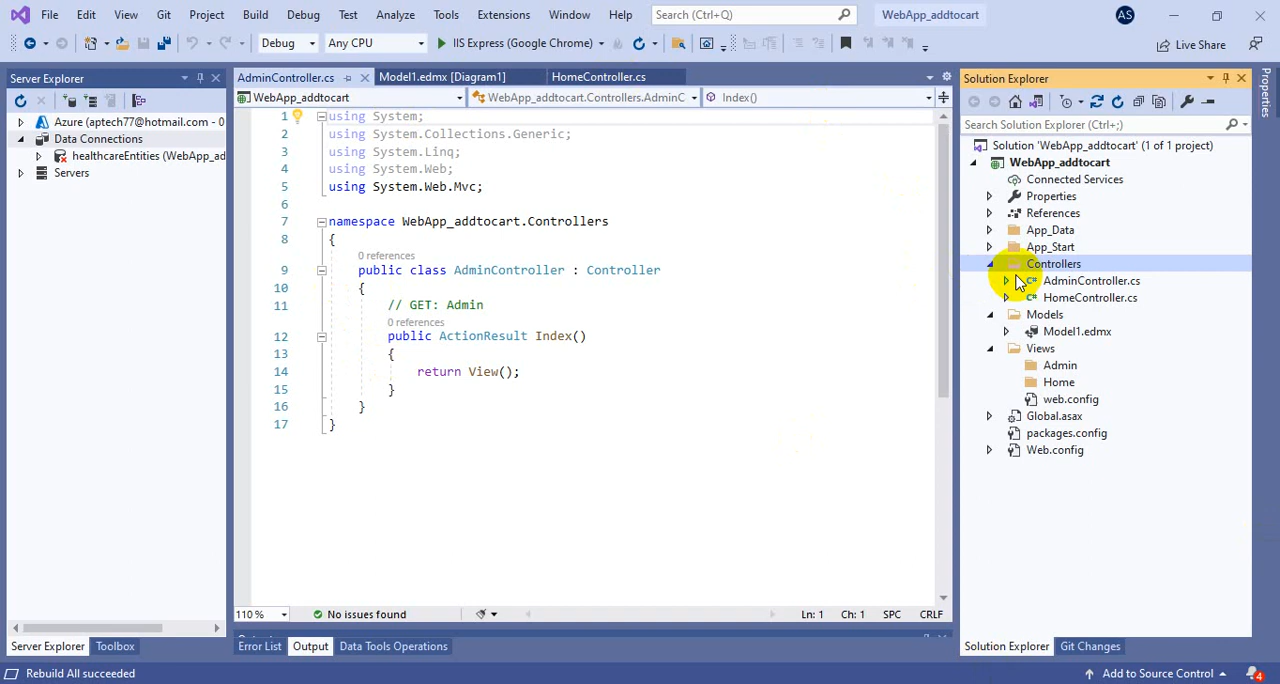 File Edit View Git Project Build Debug Test Analyze Tools Extensions Window Help Search (Ctrl+Q) WebApp_addtocart AS
Debug Any CPU IIS Express (Google Chrome) Live Share
Server Explorer
Azure (aptech77@hotmail.com - 0
Data Connections
healthcareEntities (WebApp_ad
Servers
Server Explorer Toolbox
AdminController.cs Model1.edmx [Diagram1] HomeController.cs
WebApp_addtocart WebApp_addtocart.Controllers.AdminC Index()
1 using System;
2 using System.Collections.Generic;
3 using System.Linq;
4 using System.Web;
5 using System.Web.Mvc;
6
7 namespace WebApp_addtocart.Controllers
8 {
0 references
9 public class AdminController : Controller
10 {
11 // GET: Admin
0 references
12 public ActionResult Index()
13 {
14 return View();
15 }
16 }
17 }
110 % No issues found Ln: 1 Ch: 1 SPC CRLF
Error List Output Data Tools Operations
Solution Explorer
Search Solution Explorer (Ctrl+;)
Solution 'WebApp_addtocart' (1 of 1 project)
WebApp_addtocart
Connected Services
Properties
References
App_Data
App_Start
Controllers
C# AdminController.cs
C# HomeController.cs
Models
Model1.edmx
Views
Admin
Home
web.config
Global.asax
packages.config
Web.config
Solution Explorer Git Changes
Properties
Rebuild All succeeded Add to Source Control 4